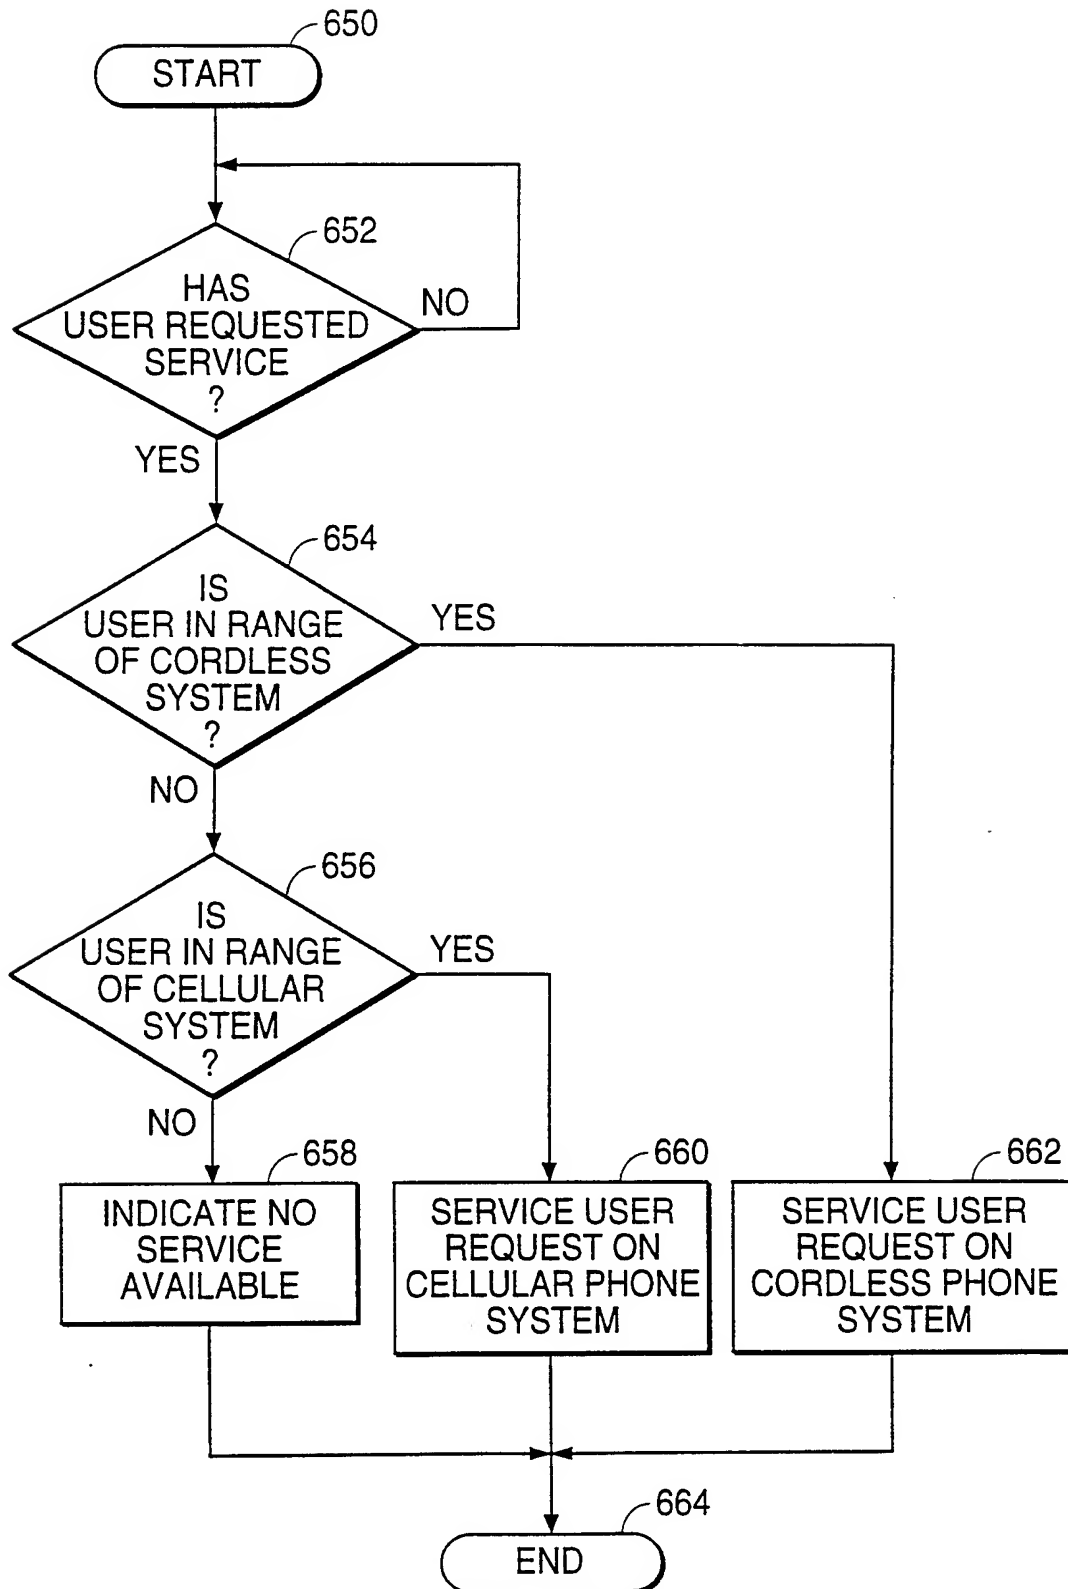 650
START
652
HAS
USER REQUESTED
SERVICE
?
NO
YES
654
IS
USER IN RANGE
OF CORDLESS
SYSTEM
?
YES
NO
656
IS
USER IN RANGE
OF CELLULAR
SYSTEM
?
YES
NO
658
INDICATE NO
SERVICE
AVAILABLE
660
SERVICE USER
REQUEST ON
CELLULAR PHONE
SYSTEM
662
SERVICE USER
REQUEST ON
CORDLESS PHONE
SYSTEM
664
END